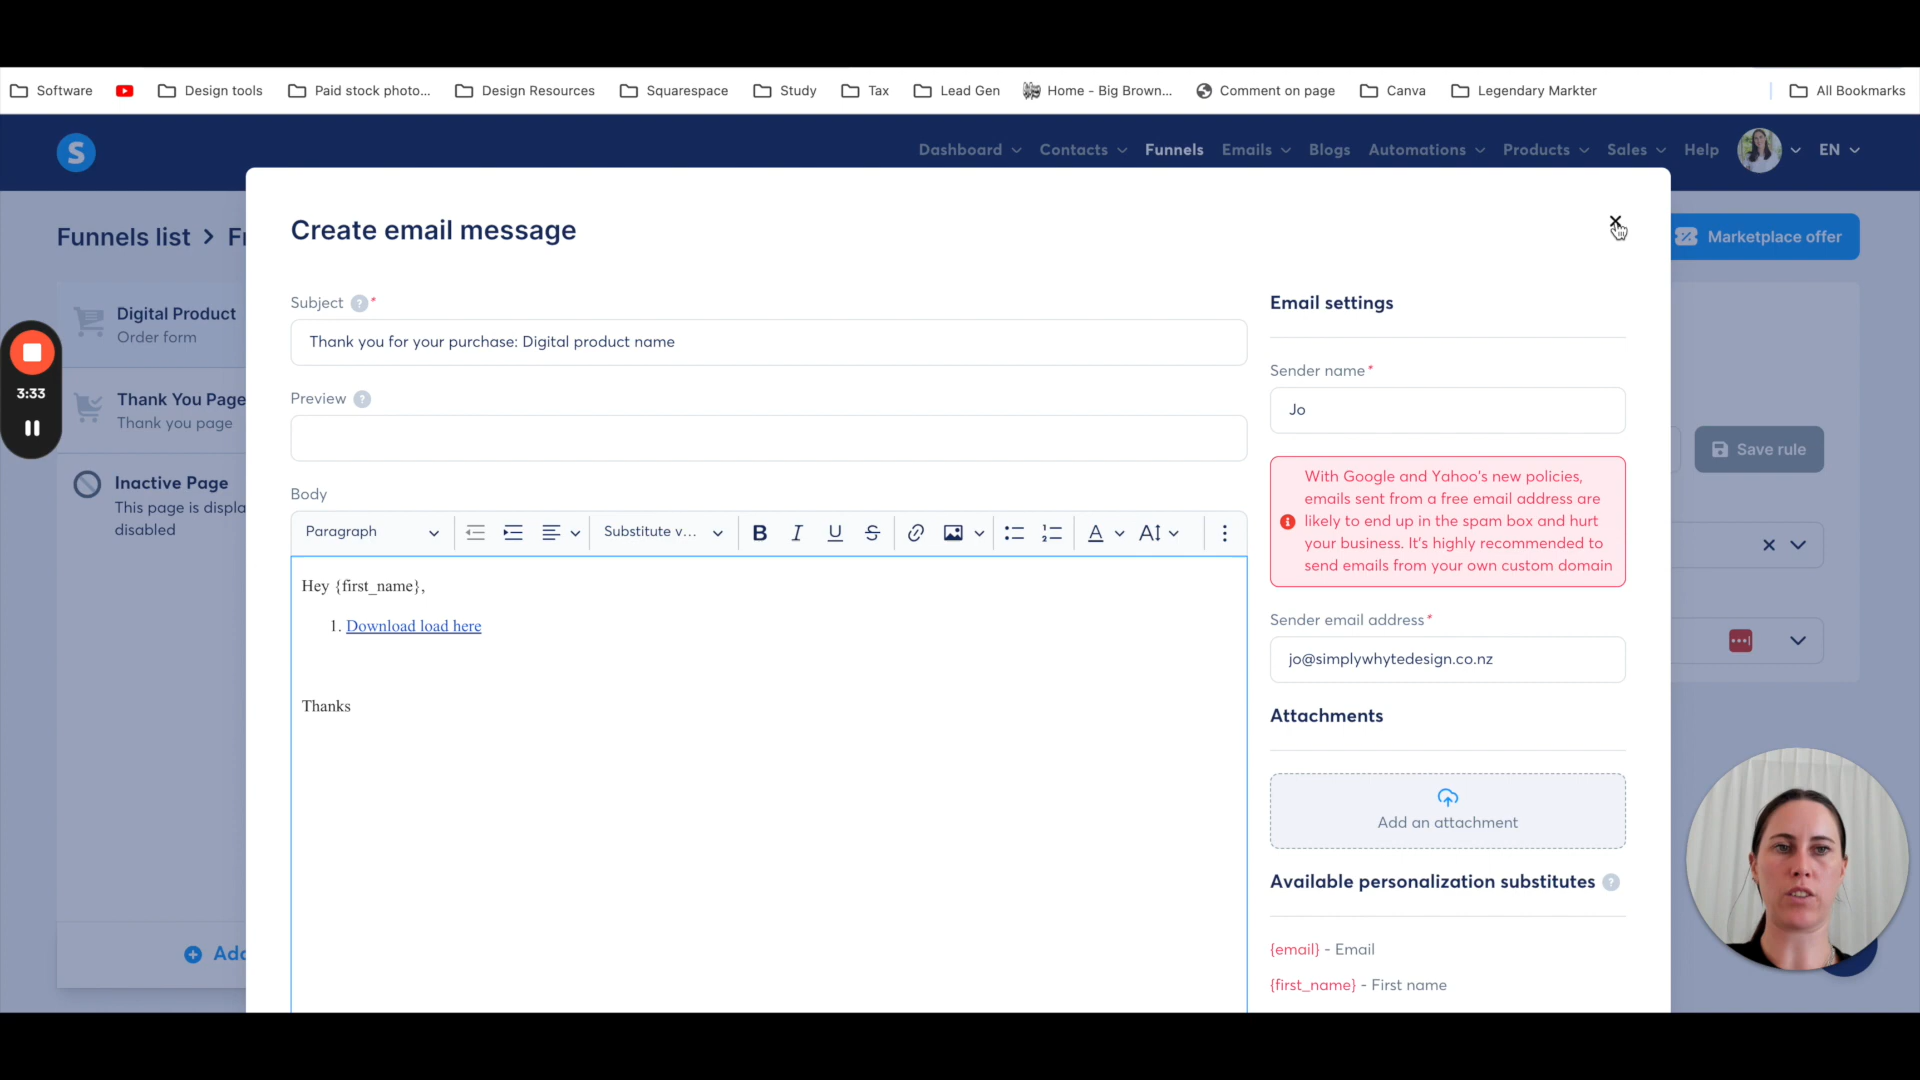 Software
Design tools
Paid stock photo...
Design Resources
Squarespace
Study
Tax
Lead Gen
Home - Big Brown...
Comment on page
Canva
Legendary Markter
All Bookmarks
S
Dashboard
Contacts
Funnels
Emails
Blogs
Automations
Products
Sales
Help
EN
Funnels list > Fr
Marketplace offer
Digital Product
Order form
Thank You Page
Thank you page
Inactive Page
This page is displa
disabled
Add
3:33
Create email message
Subject ? *
Thank you for your purchase: Digital product name
Preview ?
Body
Paragraph
Substitute v...
B I U S
A
Hey {first_name},
1. Download load here
Thanks
Email settings
Sender name*
Jo
With Google and Yahoo's new policies,
emails sent from a free email address are
likely to end up in the spam box and hurt
your business. It's highly recommended to
send emails from your own custom domain
Sender email address*
jo@simplywhytedesign.co.nz
Attachments
Add an attachment
Available personalization substitutes ?
{email} - Email
{first_name} - First name
Save rule